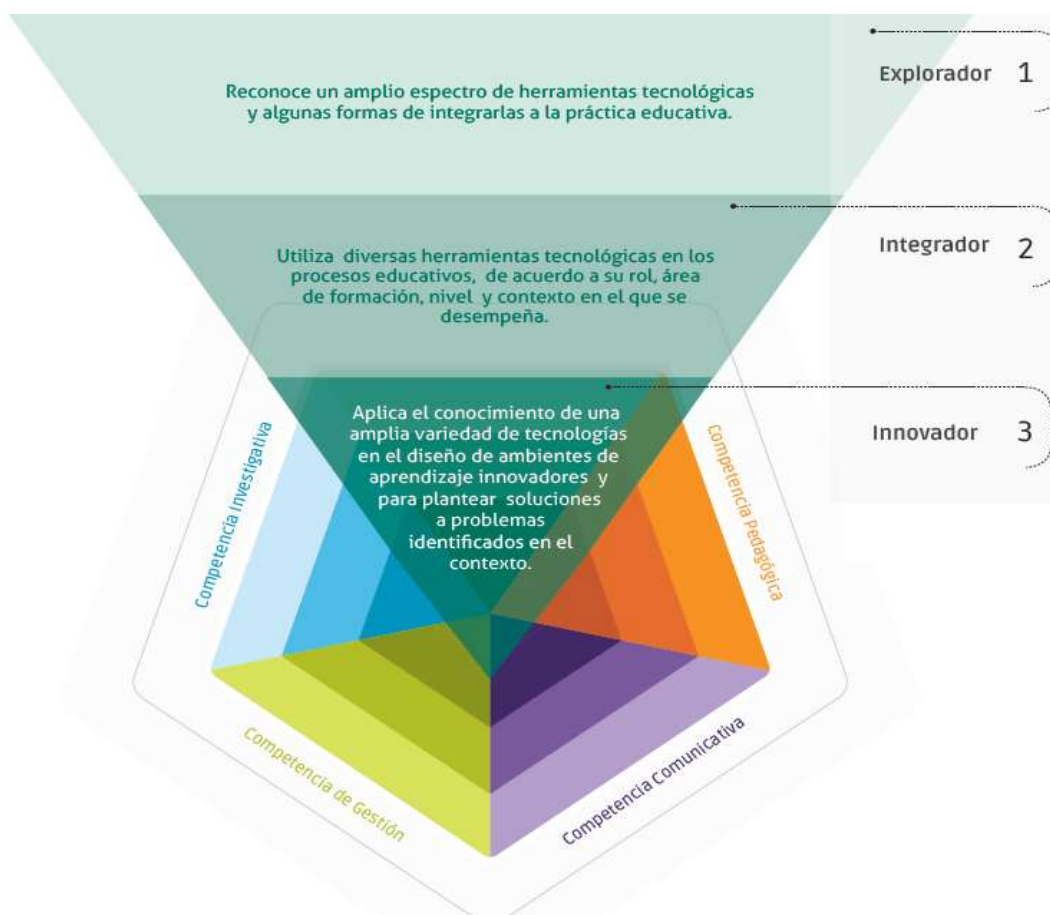 Reconoce un amplio espectro de herramientas tecnológicas
y algunas formas de integrarlas a la práctica educativa.
Explorador 1
Utiliza diversas herramientas tecnológicas en los
procesos educativos, de acuerdo a su rol, área
de formación, nivel y contexto en el que se
desempeña.
Integrador 2
Aplica el conocimiento de una
amplia variedad de tecnologías
en el diseño de ambientes de
aprendizaje innovadores y
para plantear soluciones
a problemas
identificados en el
contexto.
Innovador 3
Competencia Investigativa
Competencia Pedagógica
Competencia de Gestión
Competencia Comunicativa